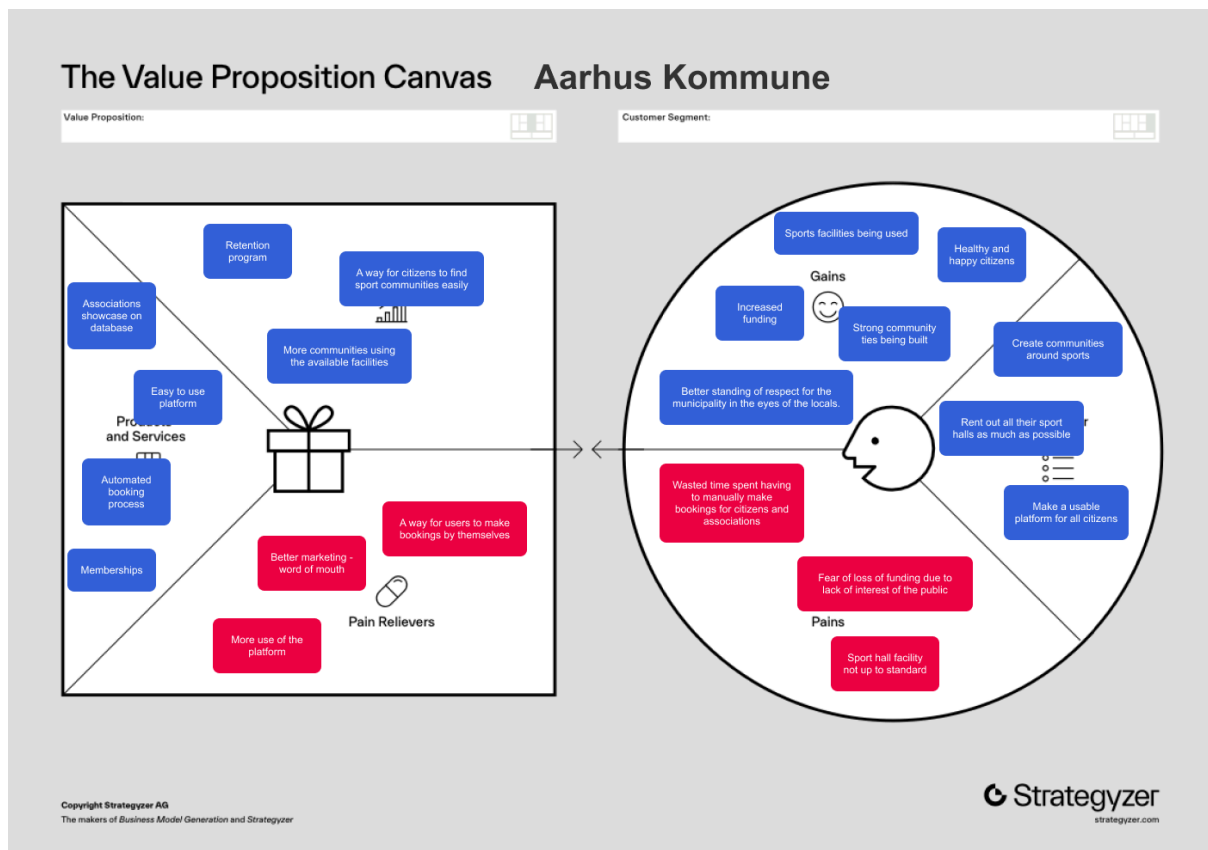 The Value Proposition Canvas
Aarhus Kommune
Value Proposition:
Customer Segment:
Retention
program
A way for citizens to find
sport communities easily
Associations
showcase on
database
More communities using
the available facilities
Easy to use
platform
Products
and Services
Automated
booking
process
Memberships
A way for users to make
bookings by themselves
Better marketing -
word of mouth
Pain Relievers
More use of the
platform
Sports facilities being used
Healthy and
happy citizens
Gains
Increased
funding
Strong community
ties being built
Create communities
around sports
Better standing of respect for the
municipality in the eyes of the locals.
Rent out all their sport
halls as much as possible
Wasted time spent having
to manually make
bookings for citizens and
associations
Make a usable
platform for all citizens
Fear of loss of funding due to
lack of interest of the public
Pains
Sport hall facility
not up to standard
Copyright Strategyzer AG
The makers of Business Model Generation and Strategyzer
Strategyzer
strategyzer.com